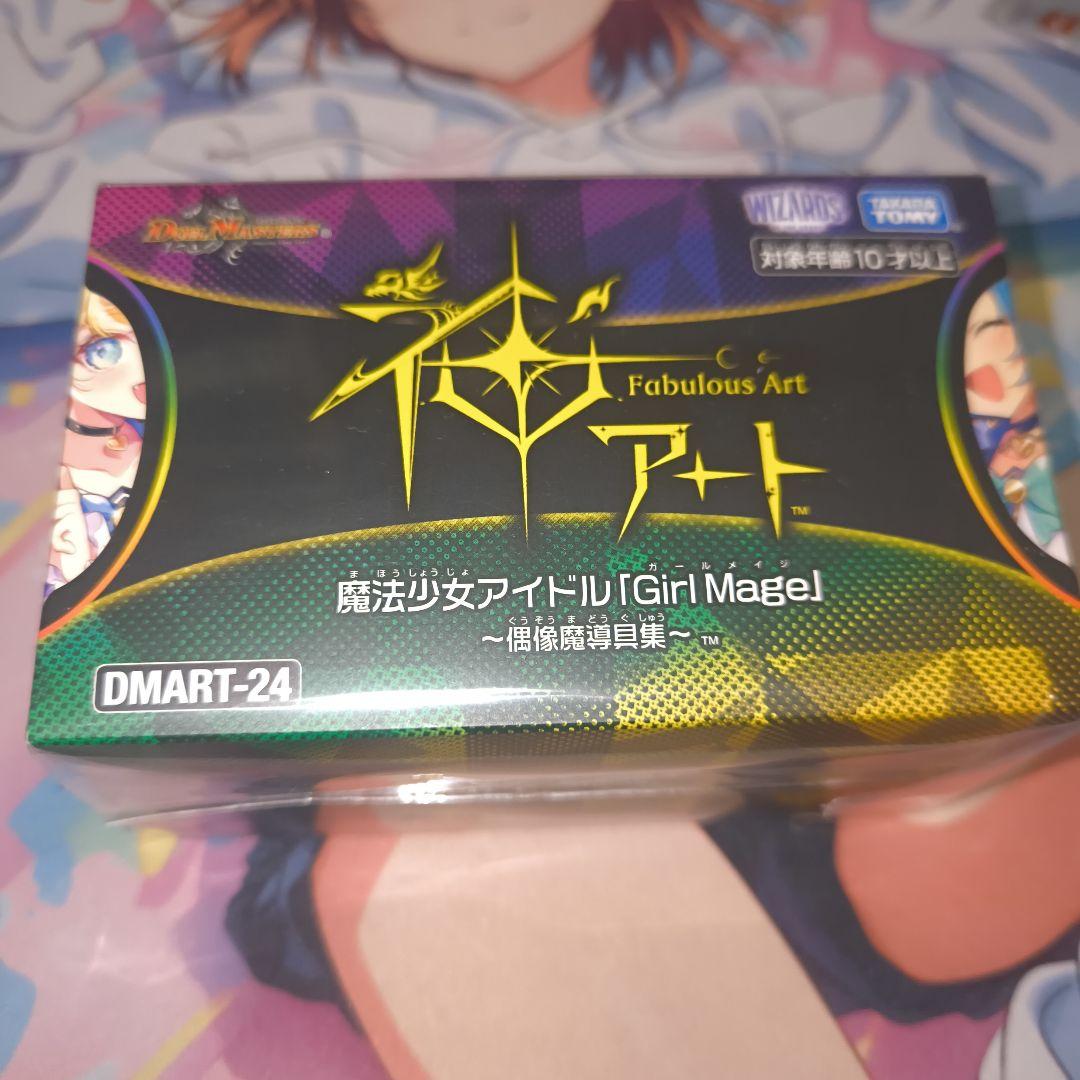 DUEL MASTERS
WIZARDS
TAKARA TOMY
対象年齢10才以上
神アート
Fabulous Art
TM
ま ほう しょう じょ ガールメイジ
魔法少女アイドル「Girl Mage」
ぐう そう ま どう ぐ しゅう
～偶像魔導具集～ TM
DMART-24